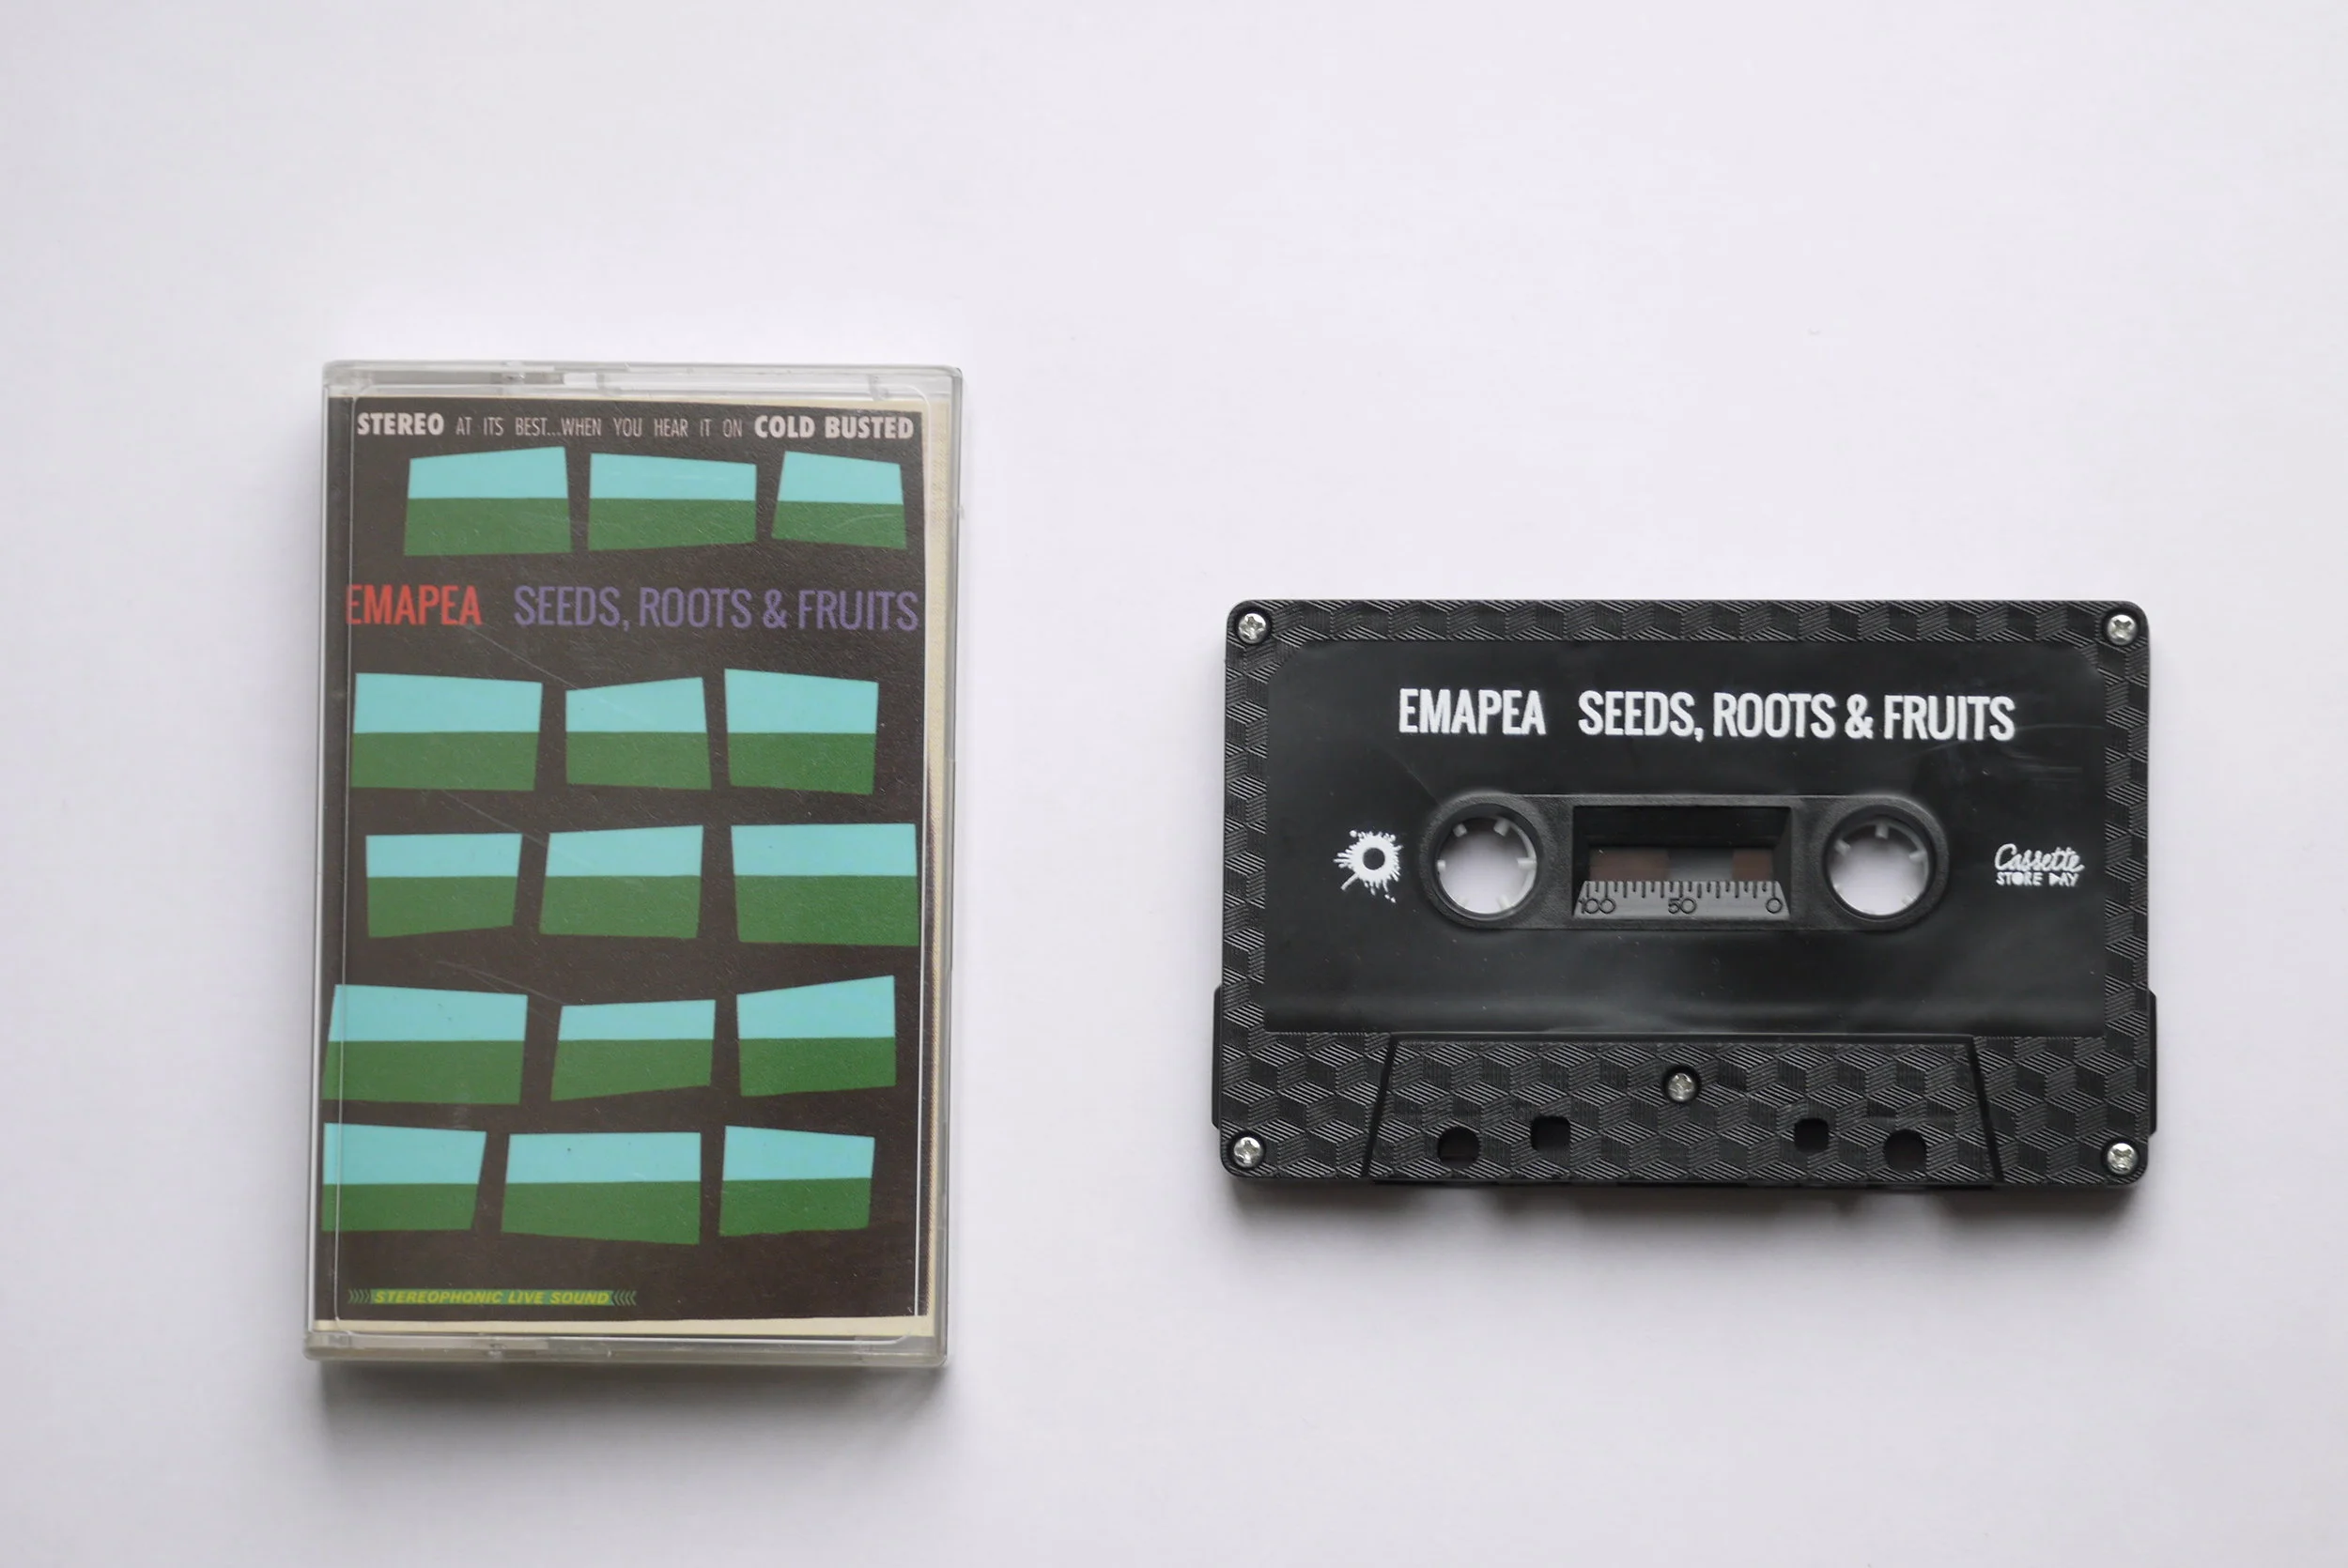 STEREO AT ITS BEST...WHEN YOU HEAR IT ON COLD BUSTED
EMAPEA SEEDS, ROOTS & FRUITS
STEREOPHONIC LIVE SOUND
EMAPEA SEEDS, ROOTS & FRUITS
Cassette
STORE DAY
100 50 0